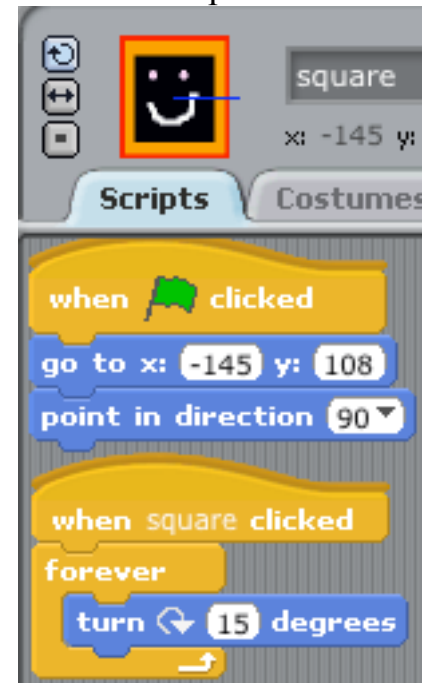 square
x: -145 y:
Scripts Costumes
when clicked
go to x: -145 y: 108
point in direction 90
when square clicked
forever
turn 15 degrees